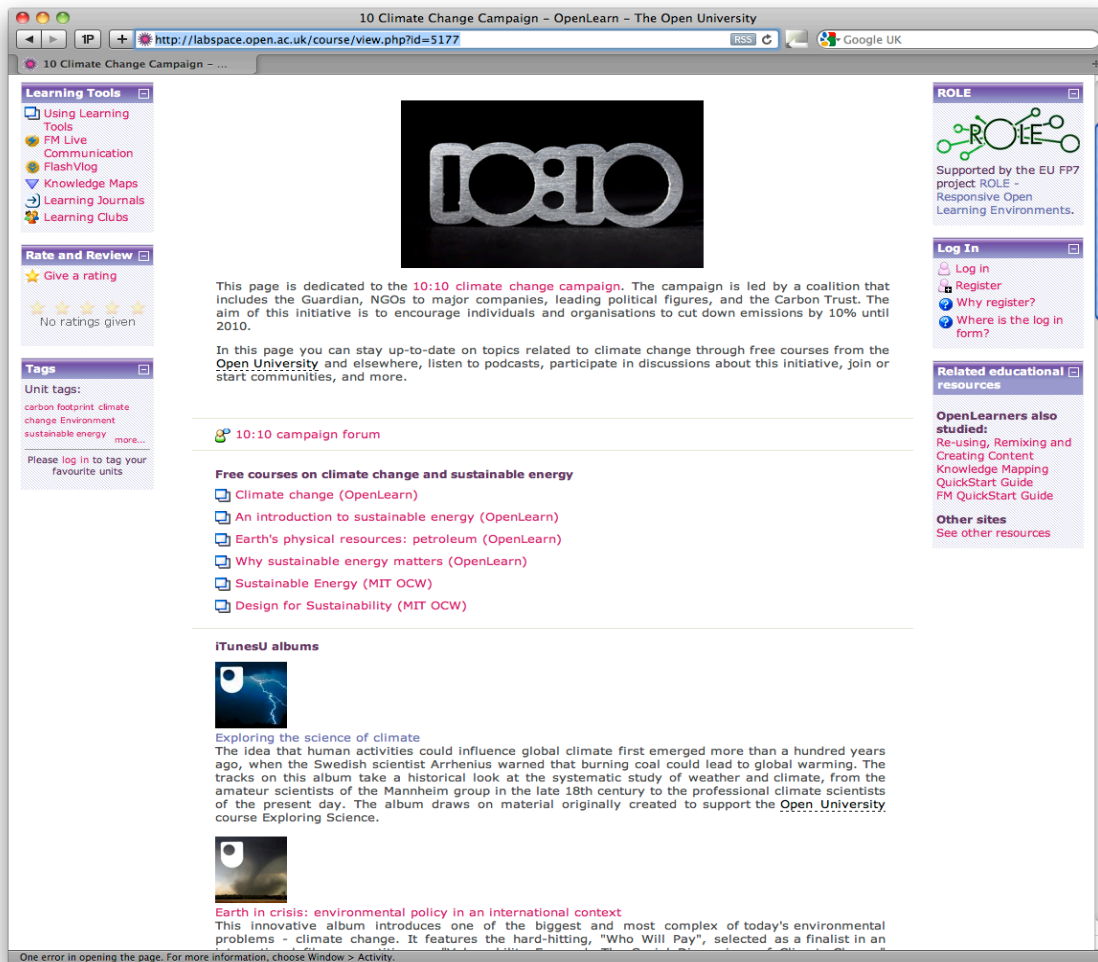 10 Climate Change Campaign – OpenLearn – The Open University
1P
+
http://labspace.open.ac.uk/course/view.php?id=5177
RSS
Google UK
10 Climate Change Campaign – ...
Learning Tools
Using Learning
Tools
FM Live
Communication
FlashVlog
Knowledge Maps
Learning Journals
Learning Clubs
Rate and Review
Give a rating
No ratings given
Tags
Unit tags:
carbon footprint climate
change Environment
sustainable energy
more...
Please log in to tag your
favourite units
10:10
This page is dedicated to the 10:10 climate change campaign. The campaign is led by a coalition that
includes the Guardian, NGOs to major companies, leading political figures, and the Carbon Trust. The
aim of this initiative is to encourage individuals and organisations to cut down emissions by 10% until
2010.
In this page you can stay up-to-date on topics related to climate change through free courses from the
Open University and elsewhere, listen to podcasts, participate in discussions about this initiative, join or
start communities, and more.
10:10 campaign forum
Free courses on climate change and sustainable energy
Climate change (OpenLearn)
An introduction to sustainable energy (OpenLearn)
Earth's physical resources: petroleum (OpenLearn)
Why sustainable energy matters (OpenLearn)
Sustainable Energy (MIT OCW)
Design for Sustainability (MIT OCW)
iTunesU albums
Exploring the science of climate
The idea that human activities could influence global climate first emerged more than a hundred years
ago, when the Swedish scientist Arrhenius warned that burning coal could lead to global warming. The
tracks on this album take a historical look at the systematic study of weather and climate, from the
amateur scientists of the Mannheim group in the late 18th century to the professional climate scientists
of the present day. The album draws on material originally created to support the Open University
course Exploring Science.
Earth in crisis: environmental policy in an international context
This innovative album introduces one of the biggest and most complex of today's environmental
problems - climate change. It features the hard-hitting, "Who Will Pay", selected as a finalist in an
ROLE
ROLE
Supported by the EU FP7
project ROLE -
Responsive Open
Learning Environments.
Log In
Log in
Register
Why register?
Where is the log in
form?
Related educational
resources
OpenLearners also
studied:
Re-using, Remixing and
Creating Content
Knowledge Mapping
QuickStart Guide
FM QuickStart Guide
Other sites
See other resources
One error in opening the page. For more information, choose Window > Activity.